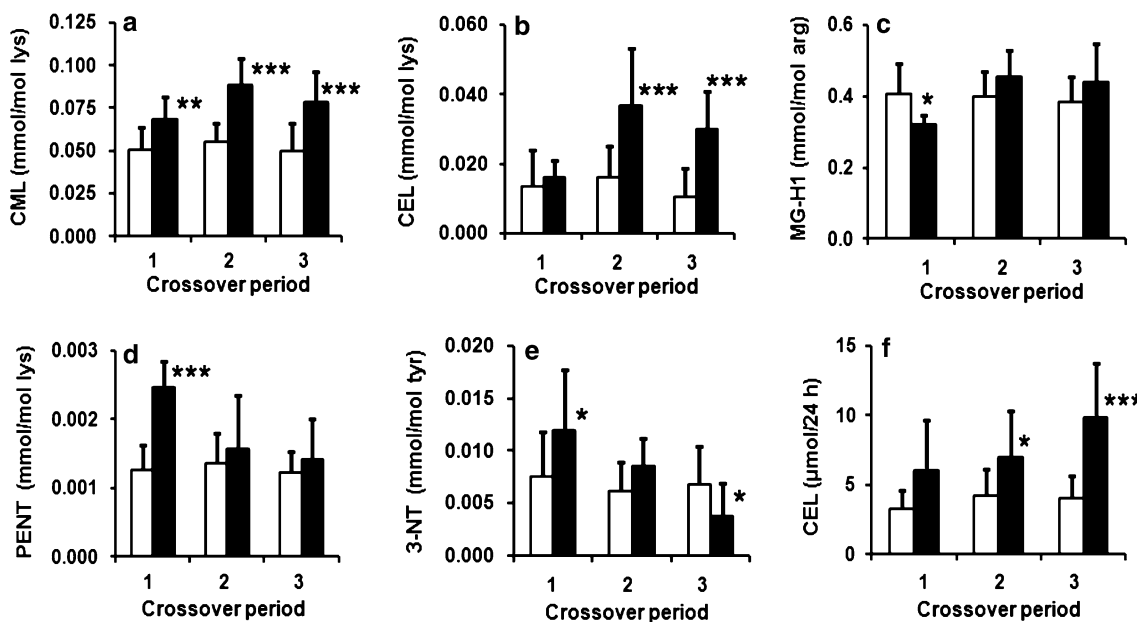 a
CML (mmol/mol lys)
0.125
0.100
0.075
0.050
0.025
0.000
**
***
***
1 2 3
Crossover period
b
CEL (mmol/mol lys)
0.060
0.040
0.020
0.000
***
***
1 2 3
Crossover period
c
MG-H1 (mmol/mol arg)
0.6
0.4
0.2
0.0
*
1 2 3
Crossover period
d
PENT (mmol/mol lys)
0.003
0.002
0.001
0.000
***
1 2 3
Crossover period
e
3-NT (mmol/mol tyr)
0.020
0.015
0.010
0.005
0.000
*
*
1 2 3
Crossover period
f
CEL (µmol/24 h)
15
10
5
0
*
***
1 2 3
Crossover period